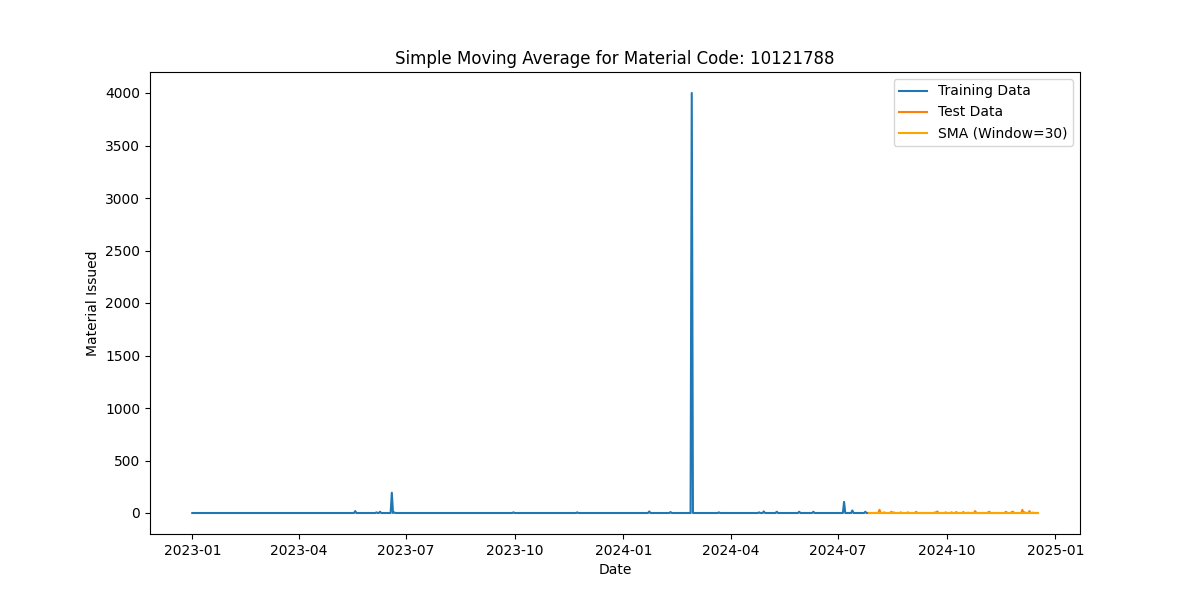 Simple Moving Average for Material Code: 10121788
Training Data
Test Data
SMA (Window=30)
Material Issued
4000
3500
3000
2500
2000
1500
1000
500
0
2023-01 2023-04 2023-07 2023-10 2024-01 2024-04 2024-07 2024-10 2025-01
Date